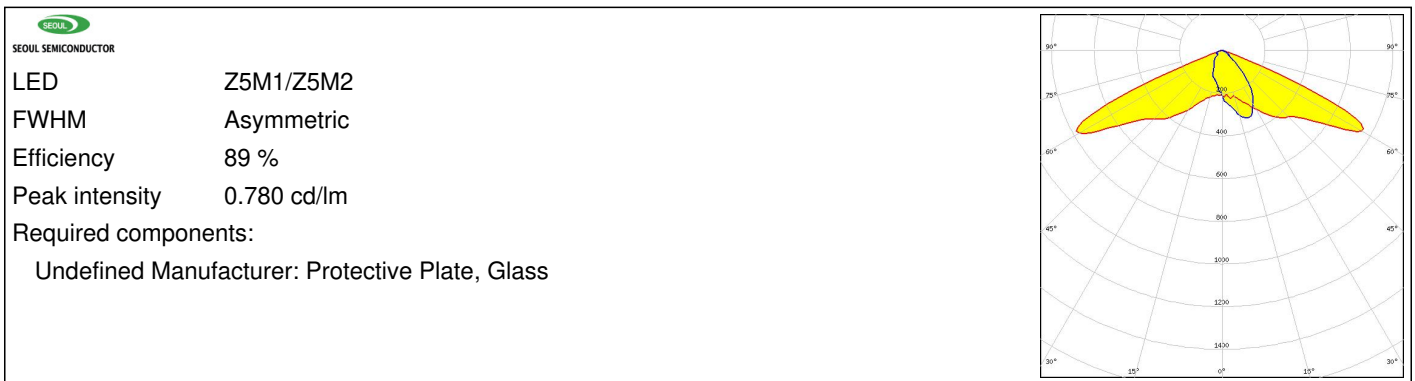 SEOUL
SEOUL SEMICONDUCTOR
LED Z5M1/Z5M2
FWHM Asymmetric
Efficiency 89 %
Peak intensity 0.780 cd/lm
Required components:
Undefined Manufacturer: Protective Plate, Glass
90° 90°
75° 200 75°
400
60° 60°
600
800
45° 45°
1000
1200
1400
30° 30°
15° 0° 15°